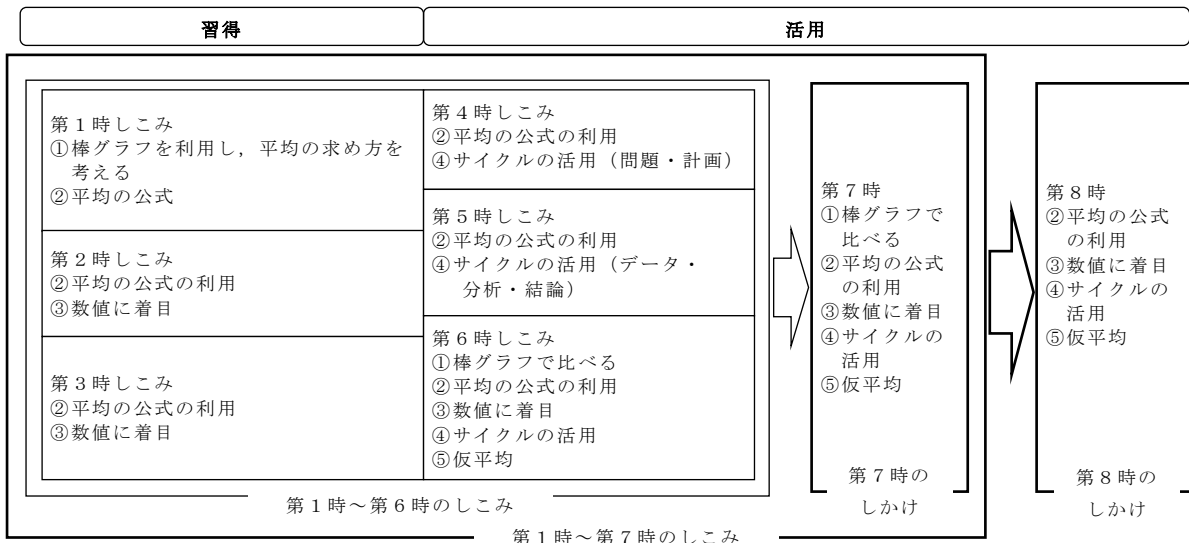 習得
活用
第１時しこみ
①棒グラフを利用し，平均の求め方を
考える
②平均の公式
第２時しこみ
②平均の公式の利用
③数値に着目
第３時しこみ
②平均の公式の利用
③数値に着目
第４時しこみ
②平均の公式の利用
④サイクルの活用（問題・計画）
第５時しこみ
②平均の公式の利用
④サイクルの活用（データ・
分析・結論）
第６時しこみ
①棒グラフで比べる
②平均の公式の利用
③数値に着目
④サイクルの活用
⑤仮平均
第１時～第６時のしこみ
第７時
①棒グラフで
比べる
②平均の公式
の利用
③数値に着目
④サイクルの
活用
⑤仮平均
第７時の
しかけ
第１時～第７時のしこみ
第８時
②平均の公式
の利用
③数値に着目
④サイクルの
活用
⑤仮平均
第８時の
しかけ